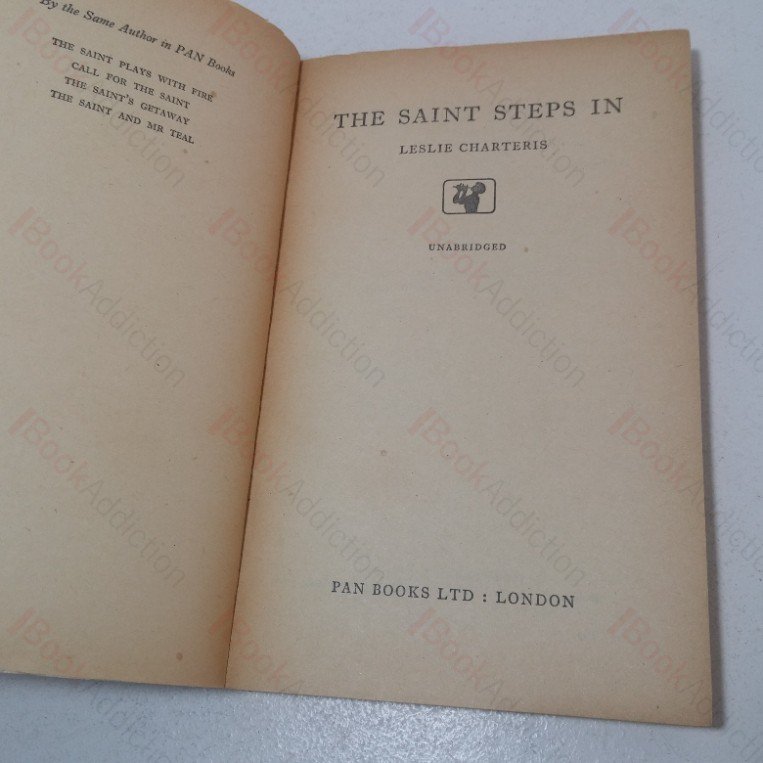 By the Same Author in PAN Books
THE SAINT PLAYS WITH FIRE
CALL FOR THE SAINT
THE SAINT'S GETAWAY
THE SAINT AND MR TEAL
THE SAINT STEPS IN
LESLIE CHARTERIS
UNABRIDGED
PAN BOOKS LTD : LONDON
BookAddiction